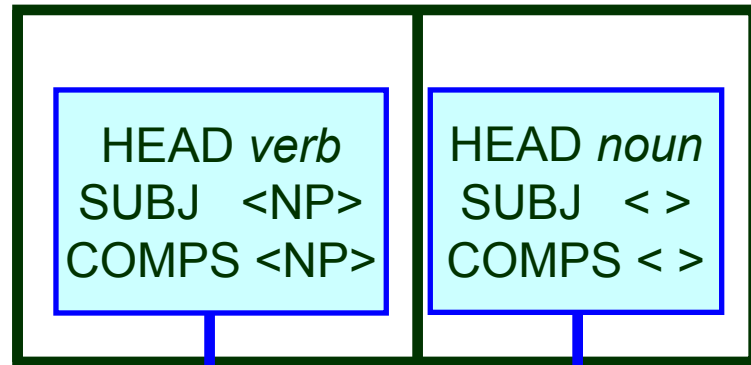 HEAD verb
SUBJ <NP>
COMPS <NP>
HEAD noun
SUBJ < >
COMPS < >